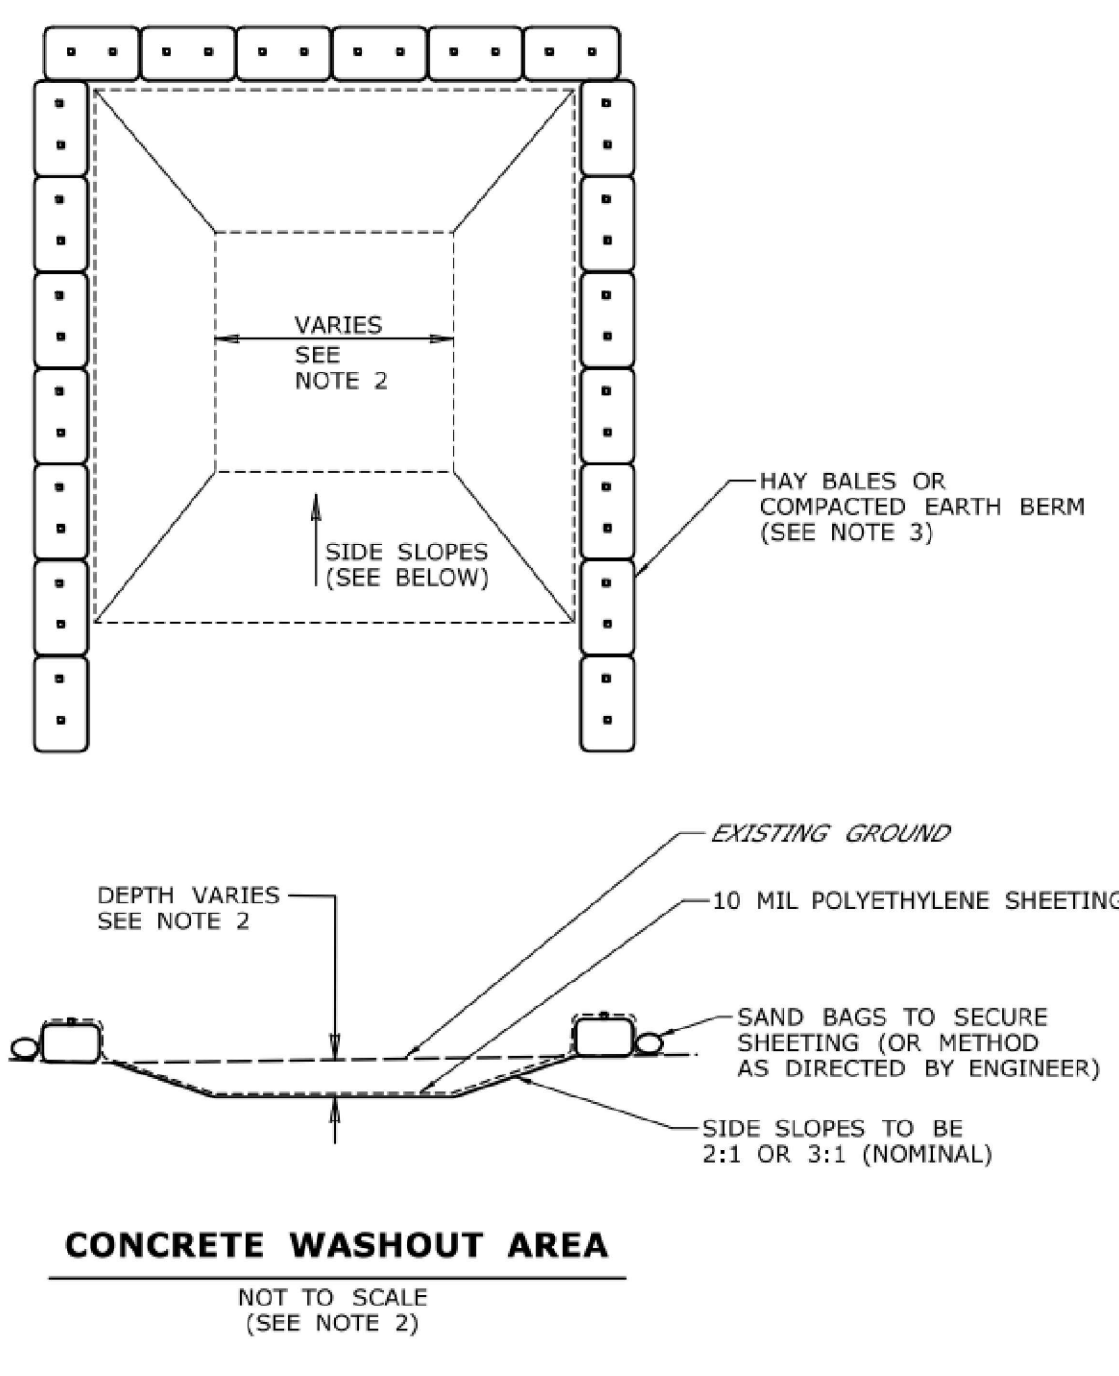 VARIES
SEE
NOTE 2
HAY BALES OR
COMPACTED EARTH BERM
(SEE NOTE 3)
SIDE SLOPES
(SEE BELOW)
EXISTING GROUND
DEPTH VARIES
SEE NOTE 2
10 MIL POLYETHYLENE SHEETING
SAND BAGS TO SECURE
SHEETING (OR METHOD
AS DIRECTED BY ENGINEER)
SIDE SLOPES TO BE
2:1 OR 3:1 (NOMINAL)
CONCRETE WASHOUT AREA
NOT TO SCALE
(SEE NOTE 2)